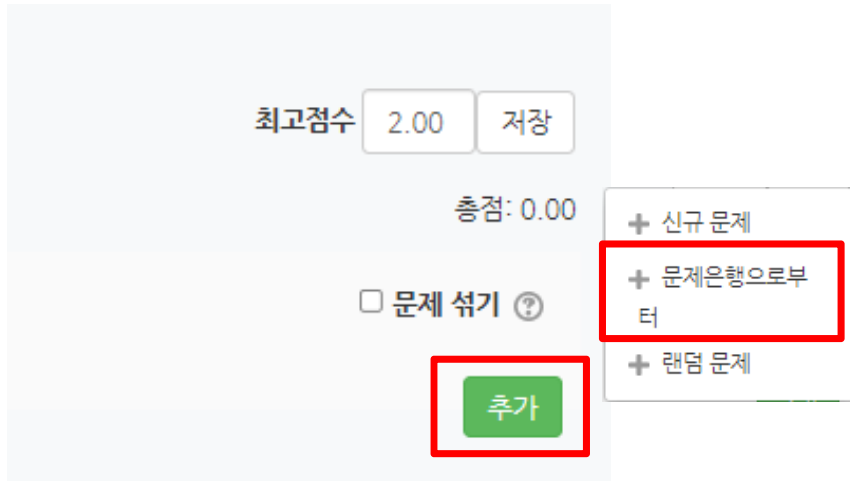 최고점수 2.00 저장
총점: 0.00
문제 섞기
추가
신규 문제
문제은행으로부
터
랜덤 문제